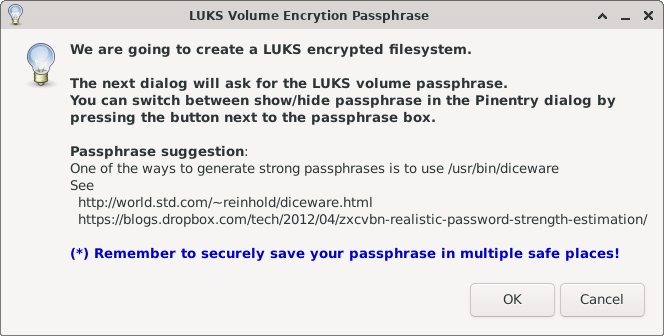 LUKS Volume Encrytion Passphrase
We are going to create a LUKS encrypted filesystem.
The next dialog will ask for the LUKS volume passphrase.
You can switch between show/hide passphrase in the Pinentry dialog by
pressing the button next to the passphrase box.
Passphrase suggestion:
One of the ways to generate strong passphrases is to use /usr/bin/diceware
See
http://world.std.com/~reinhold/diceware.html
https://blogs.dropbox.com/tech/2012/04/zxcvbn-realistic-password-strength-estimation/
(*) Remember to securely save your passphrase in multiple safe places!
OK
Cancel